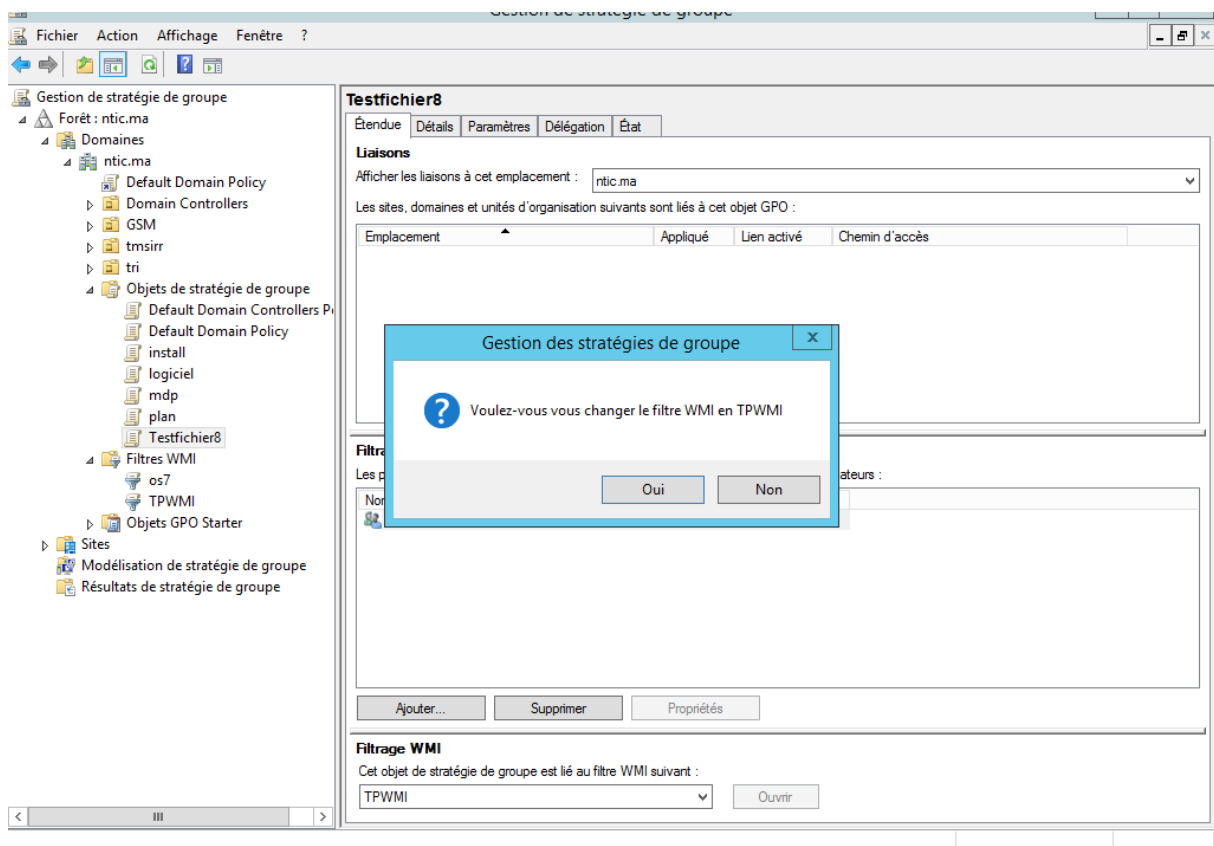 Gestion de stratégie de groupe
Fichier Action Affichage Fenêtre ?
Gestion de stratégie de groupe
Forêt : ntic.ma
Domaines
ntic.ma
Default Domain Policy
Domain Controllers
GSM
tmsirr
tri
Objets de stratégie de groupe
Default Domain Controllers
Default Domain Policy
install
logiciel
mdp
plan
Testfichier8
Filtres WMI
os7
TPWMI
Objets GPO Starter
Sites
Modélisation de stratégie de groupe
Résultats de stratégie de groupe
Testfichier8
Étendue Détails Paramètres Délégation État
Liaisons
Afficher les liaisons à cet emplacement : ntic.ma
Les sites, domaines et unités d'organisation suivants sont liés à cet objet GPO :
Emplacement Appliqué Lien activé Chemin d'accès
Gestion des stratégies de groupe x
Voulez-vous vous changer le filtre WMI en TPWMI
Oui Non
Ajouter... Supprimer Propriétés
Filtrage WMI
Cet objet de stratégie de groupe est lié au filtre WMI suivant :
TPWMI Ouvrir